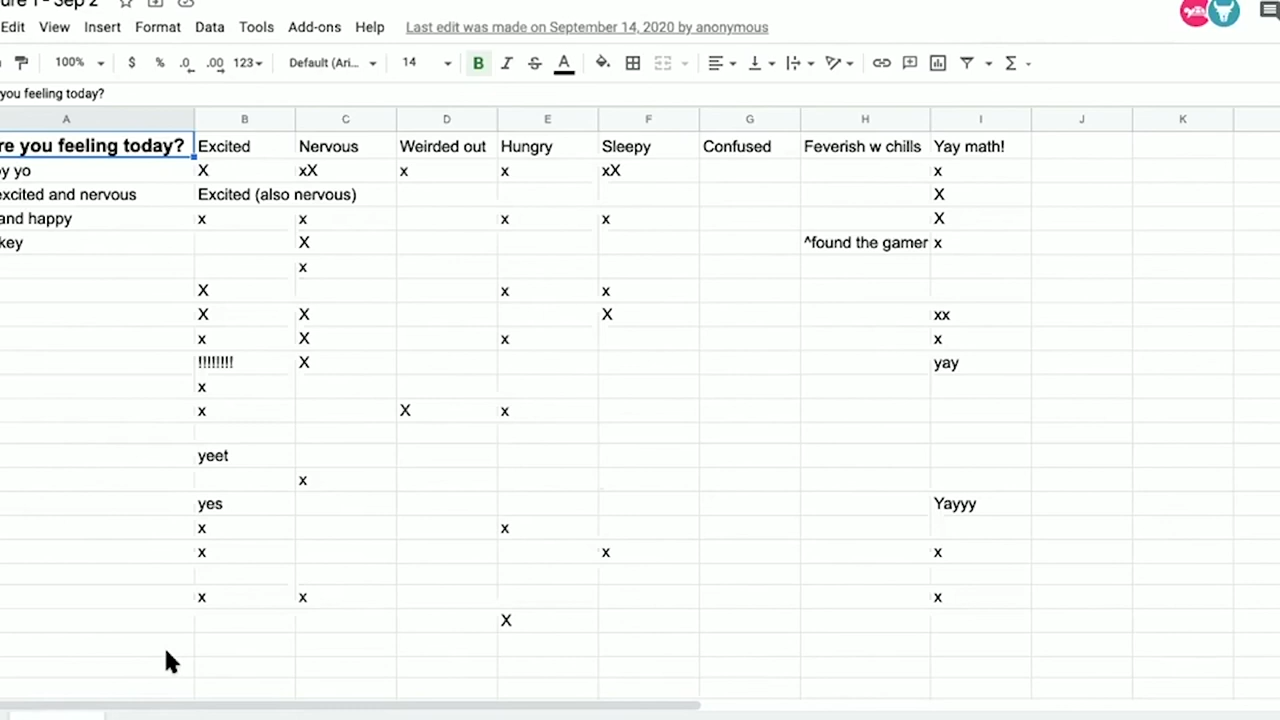 ure 1 - Sep 2
Edit View Insert Format Data Tools Add-ons Help Last edit was made on September 14, 2020 by anonymous
100% $ % .0 .00 123 Default (Ari... 14 B I S A
you feeling today?
A B C D E F G H I J K
re you feeling today? Excited Nervous Weirded out Hungry Sleepy Confused Feverish w chills Yay math!
y yo X xX x x xX x
excited and nervous Excited (also nervous) X
and happy x x x x X
key X ^found the gamer x
x
X x x
X X X xx
x X x x
!!!!!!!! X yay
x
x X x
yeet
x
yes Yayyy
x x
x x x
x x x
X